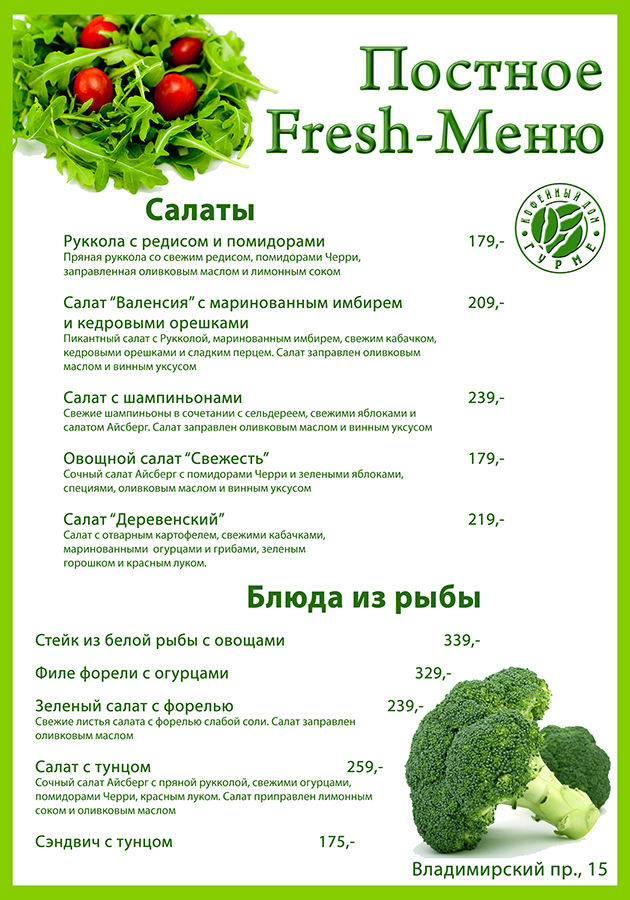 Постное
Fresh-Меню
КОФЕЙНЫЙ ДОМ
ГУРМЕ
Салаты
Руккола с редисом и помидорами 179,-
Пряная руккола со свежим редисом, помидорами Черри,
заправленная оливковым маслом и лимонным соком
Салат “Валенсия” с маринованным имбирем 209,-
и кедровыми орешками
Пикантный салат с Рукколой, маринованным имбирем, свежим кабачком,
кедровыми орешками и сладким перцем. Салат заправлен оливковым
маслом и винным уксусом
Салат с шампиньонами 239,-
Свежие шампиньоны в сочетании с сельдереем, свежими яблоками и
салатом Айсберг. Салат заправлен оливковым маслом и винным уксусом
Овощной салат “Свежесть” 179,-
Сочный салат Айсберг с помидорами Черри и зелеными яблоками,
специями, оливковым маслом и винным уксусом
Салат “Деревенский” 219,-
Салат с отварным картофелем, свежими кабачками,
маринованными огурцами и грибами, зеленым
горошком и красным луком.
Блюда из рыбы
Стейк из белой рыбы с овощами 339,-
Филе форели с огурцами 329,-
Зеленый салат с форелью 239,-
Свежие листья салата с форелью слабой соли. Салат заправлен
оливковым маслом
Салат с тунцом 259,-
Сочный салат Айсберг с пряной рукколой, свежими огурцами,
помидорами Черри, красным луком. Салат приправлен лимонным
соком и оливковым маслом
Сэндвич с тунцом 175,-
Владимирский пр., 15